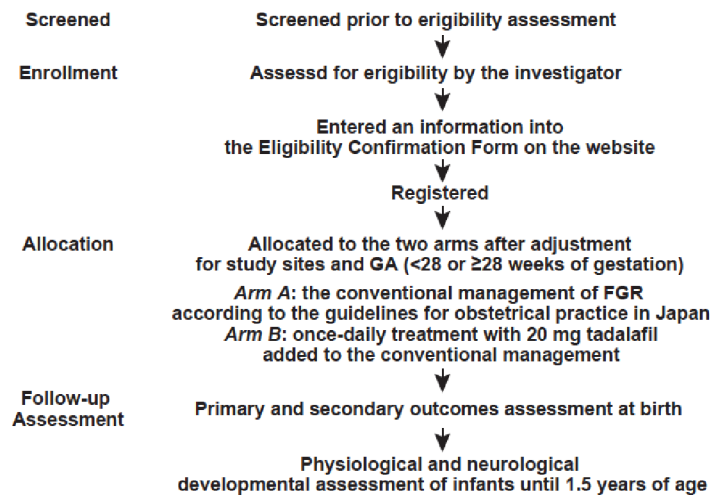 Screened
Screened prior to erigibility assessment
Enrollment
Assessd for erigibility by the investigator
Entered an information into
the Eligibility Confirmation Form on the website
Registered
Allocation
Allocated to the two arms after adjustment
for study sites and GA (<28 or ≥28 weeks of gestation)
Arm A: the conventional management of FGR
according to the guidelines for obstetrical practice in Japan
Arm B: once-daily treatment with 20 mg tadalafil
added to the conventional management
Follow-up
Assessment
Primary and secondary outcomes assessment at birth
Physiological and neurological
developmental assessment of infants until 1.5 years of age